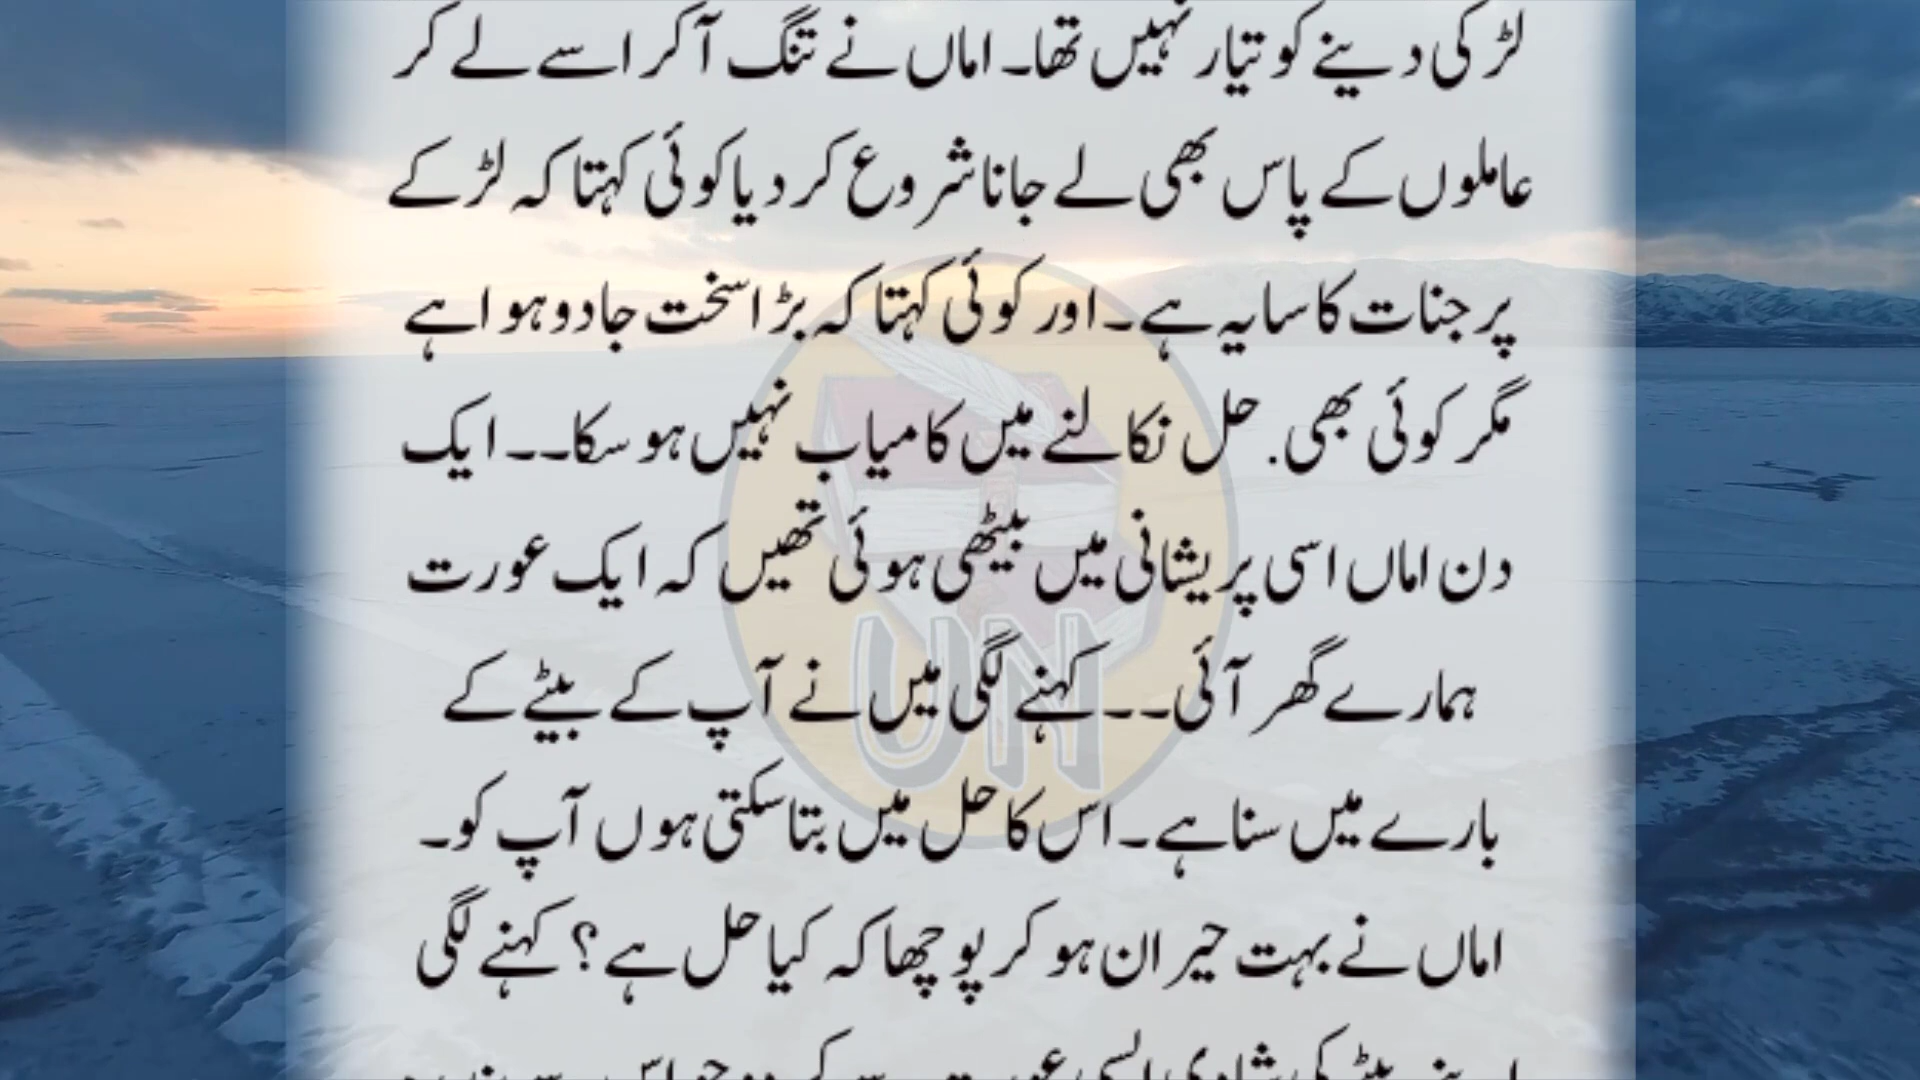 لڑکی دینے کو تیار نہیں تھا۔ اماں نے تنگ آکر اسے لے کر
عاملوں کے پاس بھی لے جانا شروع کر دیا کوئی کہتا کہ لڑکے
پر جنات کا سایہ ہے۔ اور کوئی کہتا کہ بڑا سخت جادو ہوا ہے
مگر کوئی بھی. حل نکالنے میں کامیاب نہیں ہو سکا۔۔ ایک
دن اماں اسی پریشانی میں بیٹھی ہوئی تھیں کہ ایک عورت
ہمارے گھر آئی۔۔ کہنے لگی میں نے آپ کے بیٹے کے
بارے میں سنا ہے۔ اس کا حل میں بتا سکتی ہوں آپ کو۔
اماں نے بہت حیران ہو کر پوچھا کہ کیا حل ہے؟ کہنے لگی
UN